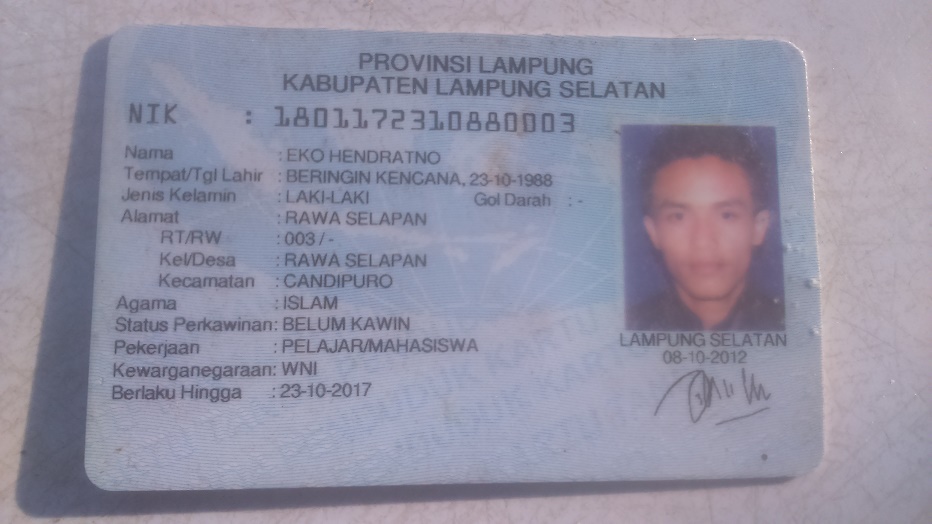 PROVINSI LAMPUNG
KABUPATEN LAMPUNG SELATAN
NIK : 1801172310880003
Nama : EKO HENDRATNO
Tempat/Tgl Lahir : BERINGIN KENCANA, 23-10-1988
Jenis Kelamin : LAKI-LAKI Gol Darah : -
Alamat : RAWA SELAPAN
RT/RW : 003 / -
Kel/Desa : RAWA SELAPAN
Kecamatan : CANDIPURO
Agama : ISLAM
Status Perkawinan: BELUM KAWIN
Pekerjaan : PELAJAR/MAHASISWA
Kewarganegaraan: WNI
Berlaku Hingga : 23-10-2017
LAMPUNG SELATAN
08-10-2012